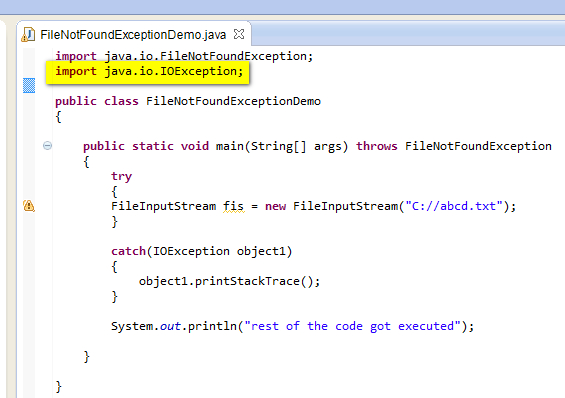 FileNotFoundExceptionDemo.java
import java.io.FileNotFoundException;
import java.io.IOException;
public class FileNotFoundExceptionDemo
{
public static void main(String[] args) throws FileNotFoundException
{
try
{
FileInputStream fis = new FileInputStream("C://abcd.txt");
}
catch(IOException object1)
{
object1.printStackTrace();
}
System.out.println("rest of the code got executed");
}
}